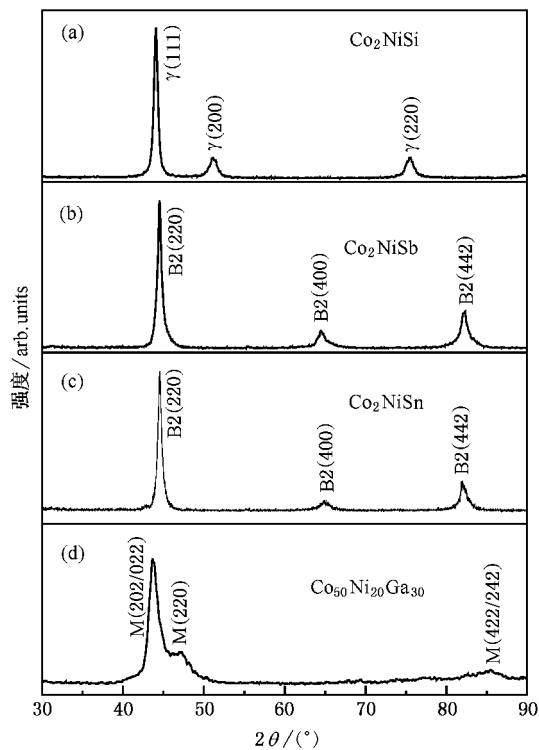 (a)
Co₂NiSi
γ(111)
γ(200)
γ(220)
(b)
Co₂NiSb
B2(220)
B2(400)
B2(442)
(c)
Co₂NiSn
B2(220)
B2(400)
B2(442)
(d)
Co₅₀Ni₂₀Ga₃₀
M(202/022)
M(220)
M(422/242)
强度/arb.units
30 40 50 60 70 80 90
2θ/(°)